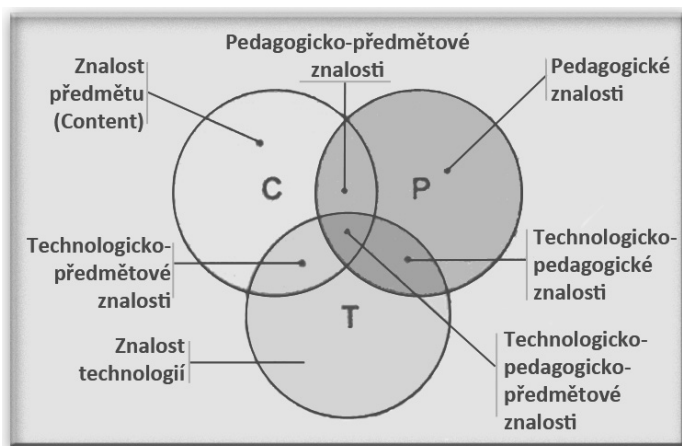 Pedagogicko-předmětové
znalosti
Znalost
předmětu
(Content)
Pedagogické
znalosti
C
P
Technologicko-
předmětové
znalosti
Technologicko-
pedagogické
znalosti
T
Znalost
technologií
Technologicko-
pedagogicko-
předmětové
znalosti